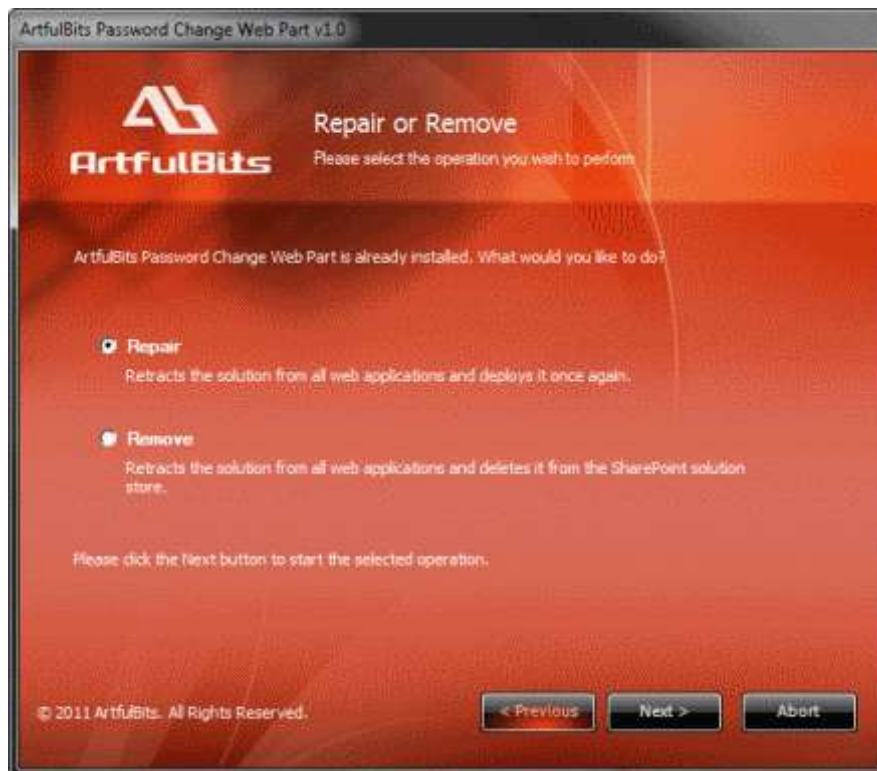 ArtfulBits Password Change Web Part v1.0
ArtfulBits
Repair or Remove
Please select the operation you wish to perform
ArtfulBits Password Change Web Part is already installed. What would you like to do?
Repair
Retracts the solution from all web applications and deploys it once again.
Remove
Retracts the solution from all web applications and deletes it from the SharePoint solution
store.
Please click the Next button to start the selected operation.
© 2011 ArtfulBits. All Rights Reserved.
< Previous
Next >
Abort